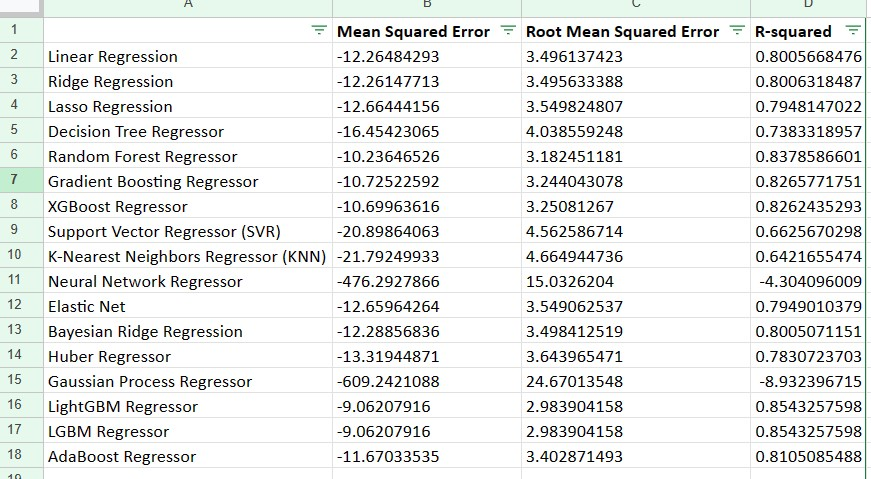 A B C D
1 Mean Squared Error Root Mean Squared Error R-squared
2 Linear Regression -12.26484293 3.496137423 0.8005668476
3 Ridge Regression -12.26147713 3.495633388 0.8006318487
4 Lasso Regression -12.66444156 3.549824807 0.7948147022
5 Decision Tree Regressor -16.45423065 4.038559248 0.7383318957
6 Random Forest Regressor -10.23646526 3.182451181 0.8378586601
7 Gradient Boosting Regressor -10.72522592 3.244043078 0.8265771751
8 XGBoost Regressor -10.69963616 3.25081267 0.8262435293
9 Support Vector Regressor (SVR) -20.89864063 4.562586714 0.6625670298
10 K-Nearest Neighbors Regressor (KNN) -21.79249933 4.664944736 0.6421655474
11 Neural Network Regressor -476.2927866 15.0326204 -4.304096009
12 Elastic Net -12.65964264 3.549062537 0.7949010379
13 Bayesian Ridge Regression -12.28856836 3.498412519 0.8005071151
14 Huber Regressor -13.31944871 3.643965471 0.7830723703
15 Gaussian Process Regressor -609.2421088 24.67013548 -8.932396715
16 LightGBM Regressor -9.06207916 2.983904158 0.8543257598
17 LGBM Regressor -9.06207916 2.983904158 0.8543257598
18 AdaBoost Regressor -11.67033535 3.402871493 0.8105085488
19